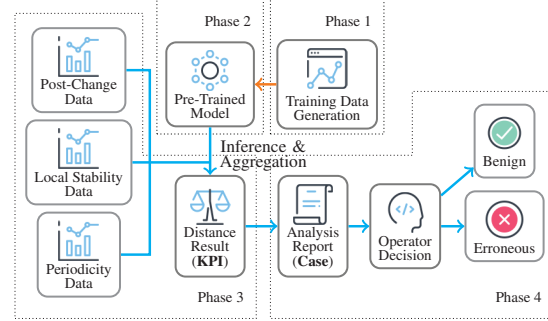 Phase 2
Phase 1
Post-Change
Data
Pre-Trained
Model
Training Data
Generation
Inference &
Aggregation
Benign
Local Stability
Data
Distance
Result
(KPI)
Analysis
Report
(Case)
Operator
Decision
Erroneous
Periodicity
Data
Phase 3
Phase 4